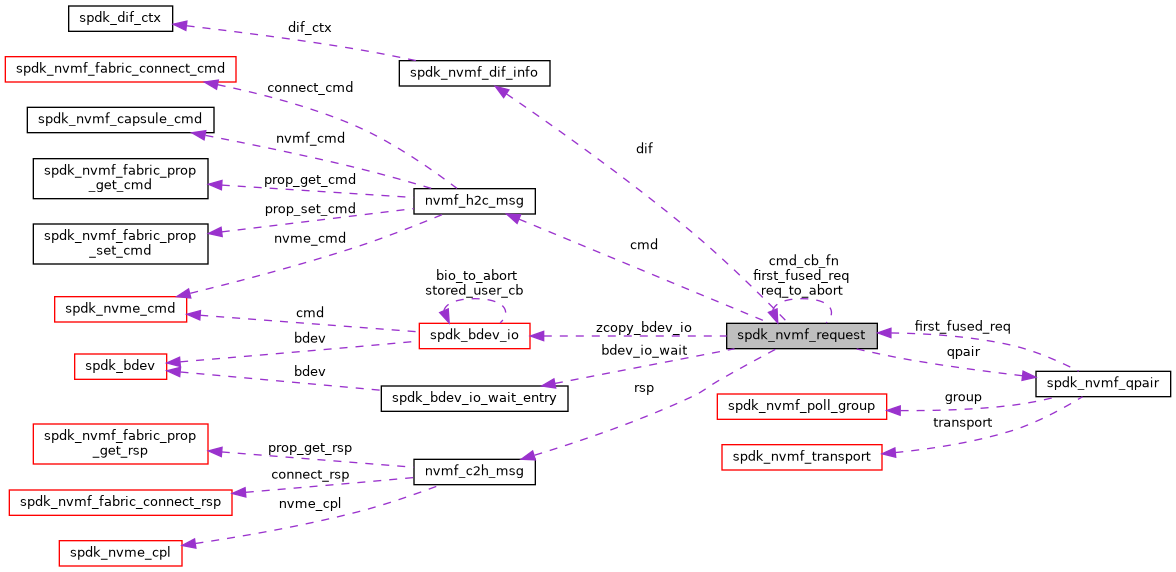 spdk_dif_ctx
dif_ctx
spdk_nvmf_fabric_connect_cmd
spdk_nvmf_dif_info
connect_cmd
spdk_nvmf_capsule_cmd
nvmf_cmd
dif
spdk_nvmf_fabric_prop
_get_cmd
prop_get_cmd
nvmf_h2c_msg
prop_set_cmd
spdk_nvmf_fabric_prop
_set_cmd
nvme_cmd
cmd
cmd_cb_fn
first_fused_req
req_to_abort
bio_to_abort
stored_user_cb
spdk_nvme_cmd
cmd
spdk_bdev_io
zcopy_bdev_io
spdk_nvmf_request
first_fused_req
bdev
bdev_io_wait
qpair
spdk_bdev
bdev
spdk_nvmf_qpair
spdk_bdev_io_wait_entry
rsp
spdk_nvmf_poll_group
group
transport
spdk_nvmf_fabric_prop
_get_rsp
prop_get_rsp
spdk_nvmf_transport
nvmf_c2h_msg
connect_rsp
spdk_nvmf_fabric_connect_rsp
nvme_cpl
spdk_nvme_cpl